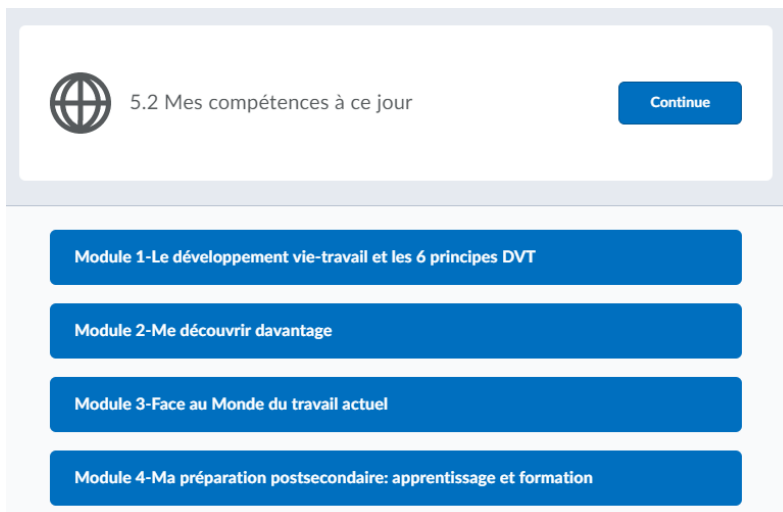 5.2 Mes compétences à ce jour
Continue
Module 1-Le développement vie-travail et les 6 principes DVT
Module 2-Me découvrir davantage
Module 3-Face au Monde du travail actuel
Module 4-Ma préparation postsecondaire: apprentissage et formation